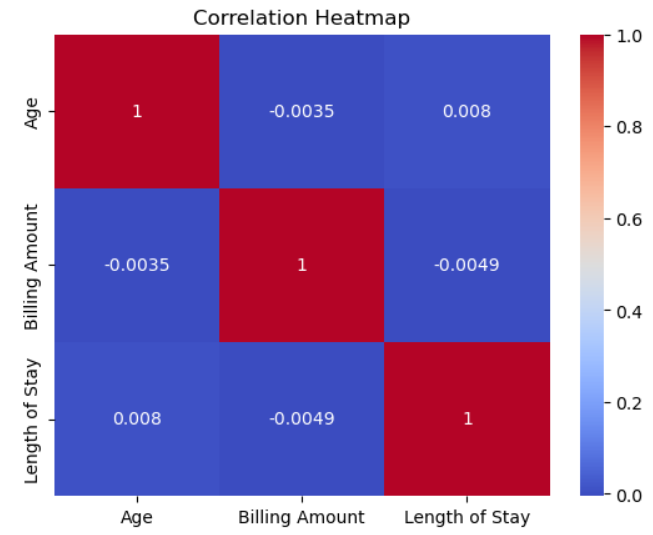 Correlation Heatmap
Age
1
-0.0035
0.008
Billing Amount
-0.0035
1
-0.0049
Length of Stay
0.008
-0.0049
1
Age
Billing Amount
Length of Stay
1.0
0.8
0.6
0.4
0.2
0.0